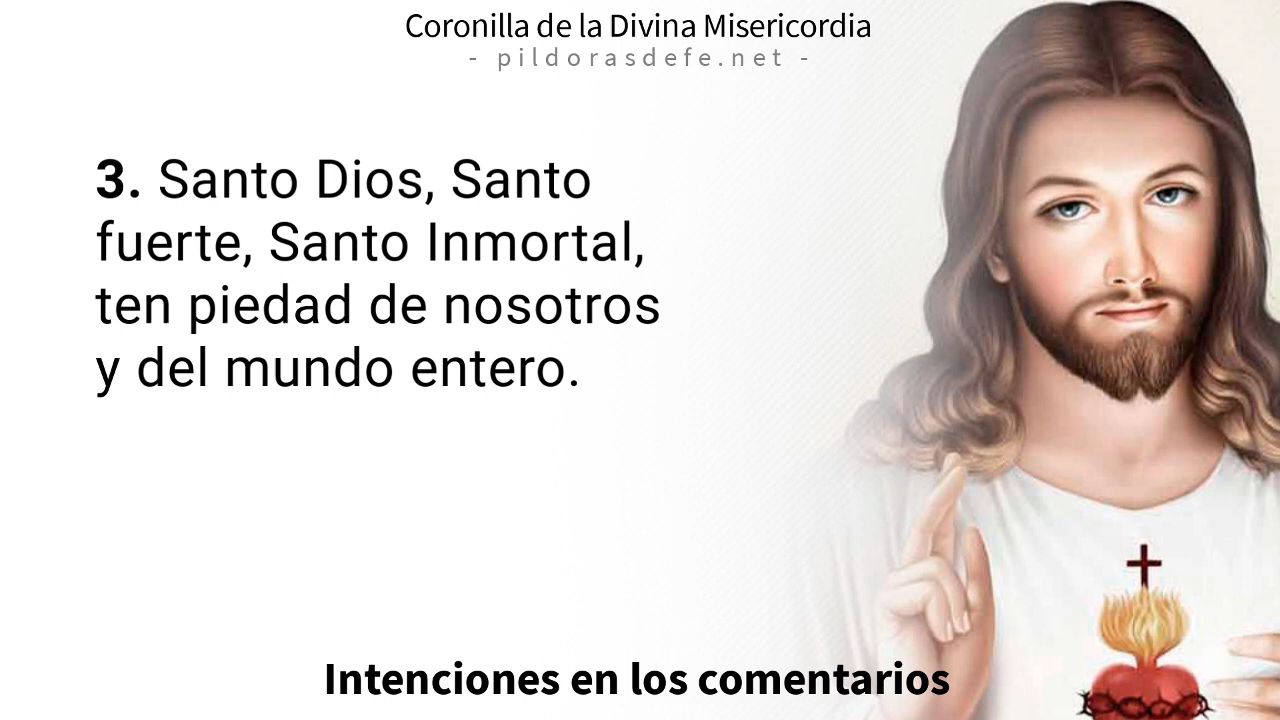 Coronilla de la Divina Misericordia
- pildorasdefe.net -
3. Santo Dios, Santo
fuerte, Santo Inmortal,
ten piedad de nosotros
y del mundo entero.
Intenciones en los comentarios